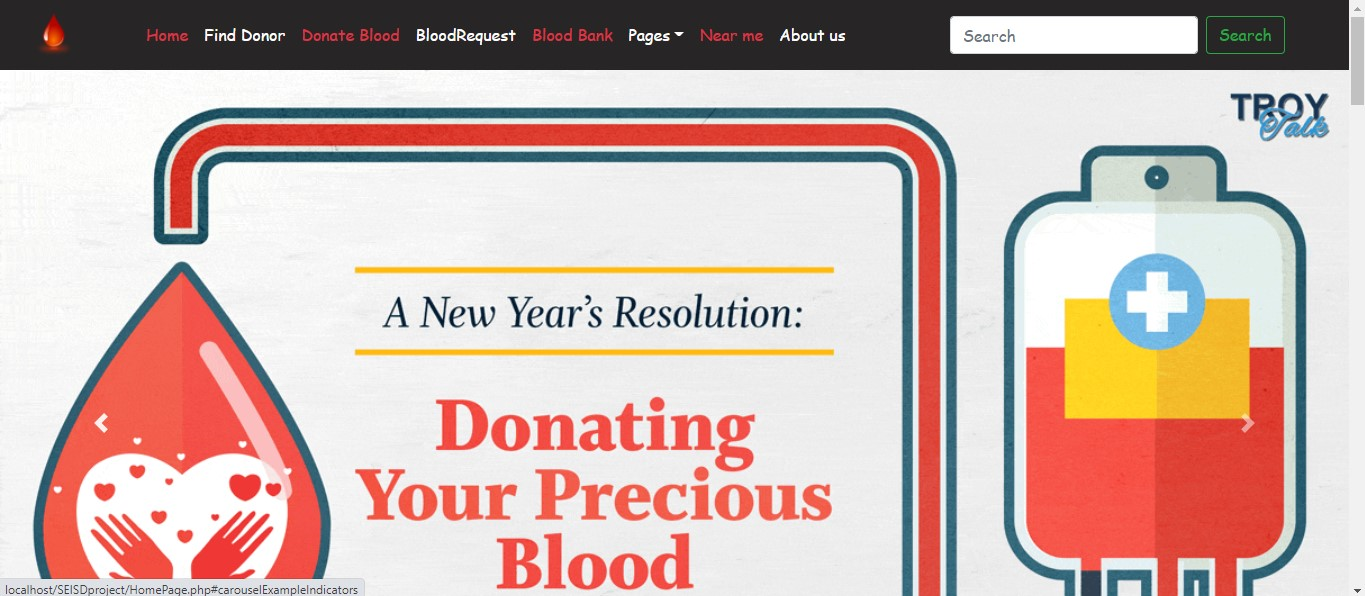 Home Find Donor Donate Blood BloodRequest Blood Bank Pages Near me About us Search Search
TROY
Talk
A New Year's Resolution:
Donating
Your Precious
Blood
localhost/SEISDproject/HomePage.php#carouselExampleIndicators